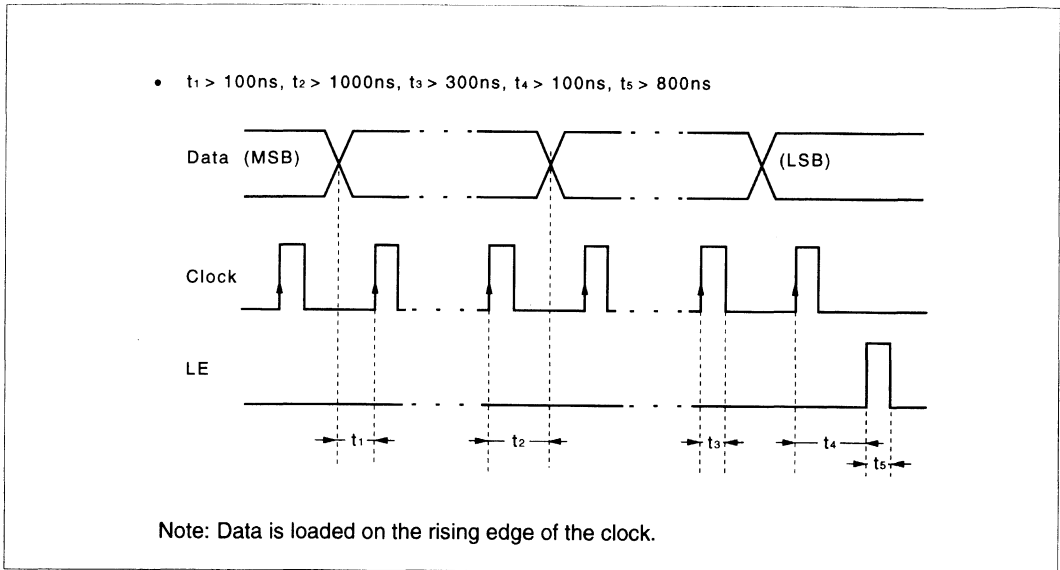 • t1 > 100ns, t2 > 1000ns, t3 > 300ns, t4 > 100ns, t5 > 800ns
Data (MSB) (LSB)
Clock
LE
t1 t2 t3 t4
t5
Note: Data is loaded on the rising edge of the clock.